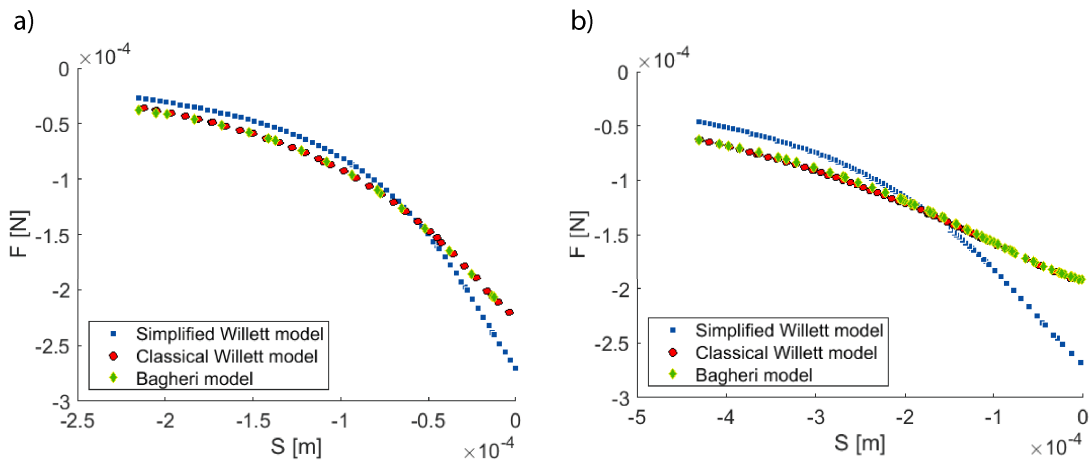 a)
×10⁻⁴
0
-0.5
-1
-1.5
-2
-2.5
-3
F [N]
Simplified Willett model
Classical Willett model
Bagheri model
-2.5
-2
-1.5
-1
-0.5
0
S [m]
×10⁻⁴
b)
×10⁻⁴
0
-0.5
-1
-1.5
-2
-2.5
-3
F [N]
Simplified Willett model
Classical Willett model
Bagheri model
-5
-4
-3
-2
-1
0
S [m]
×10⁻⁴